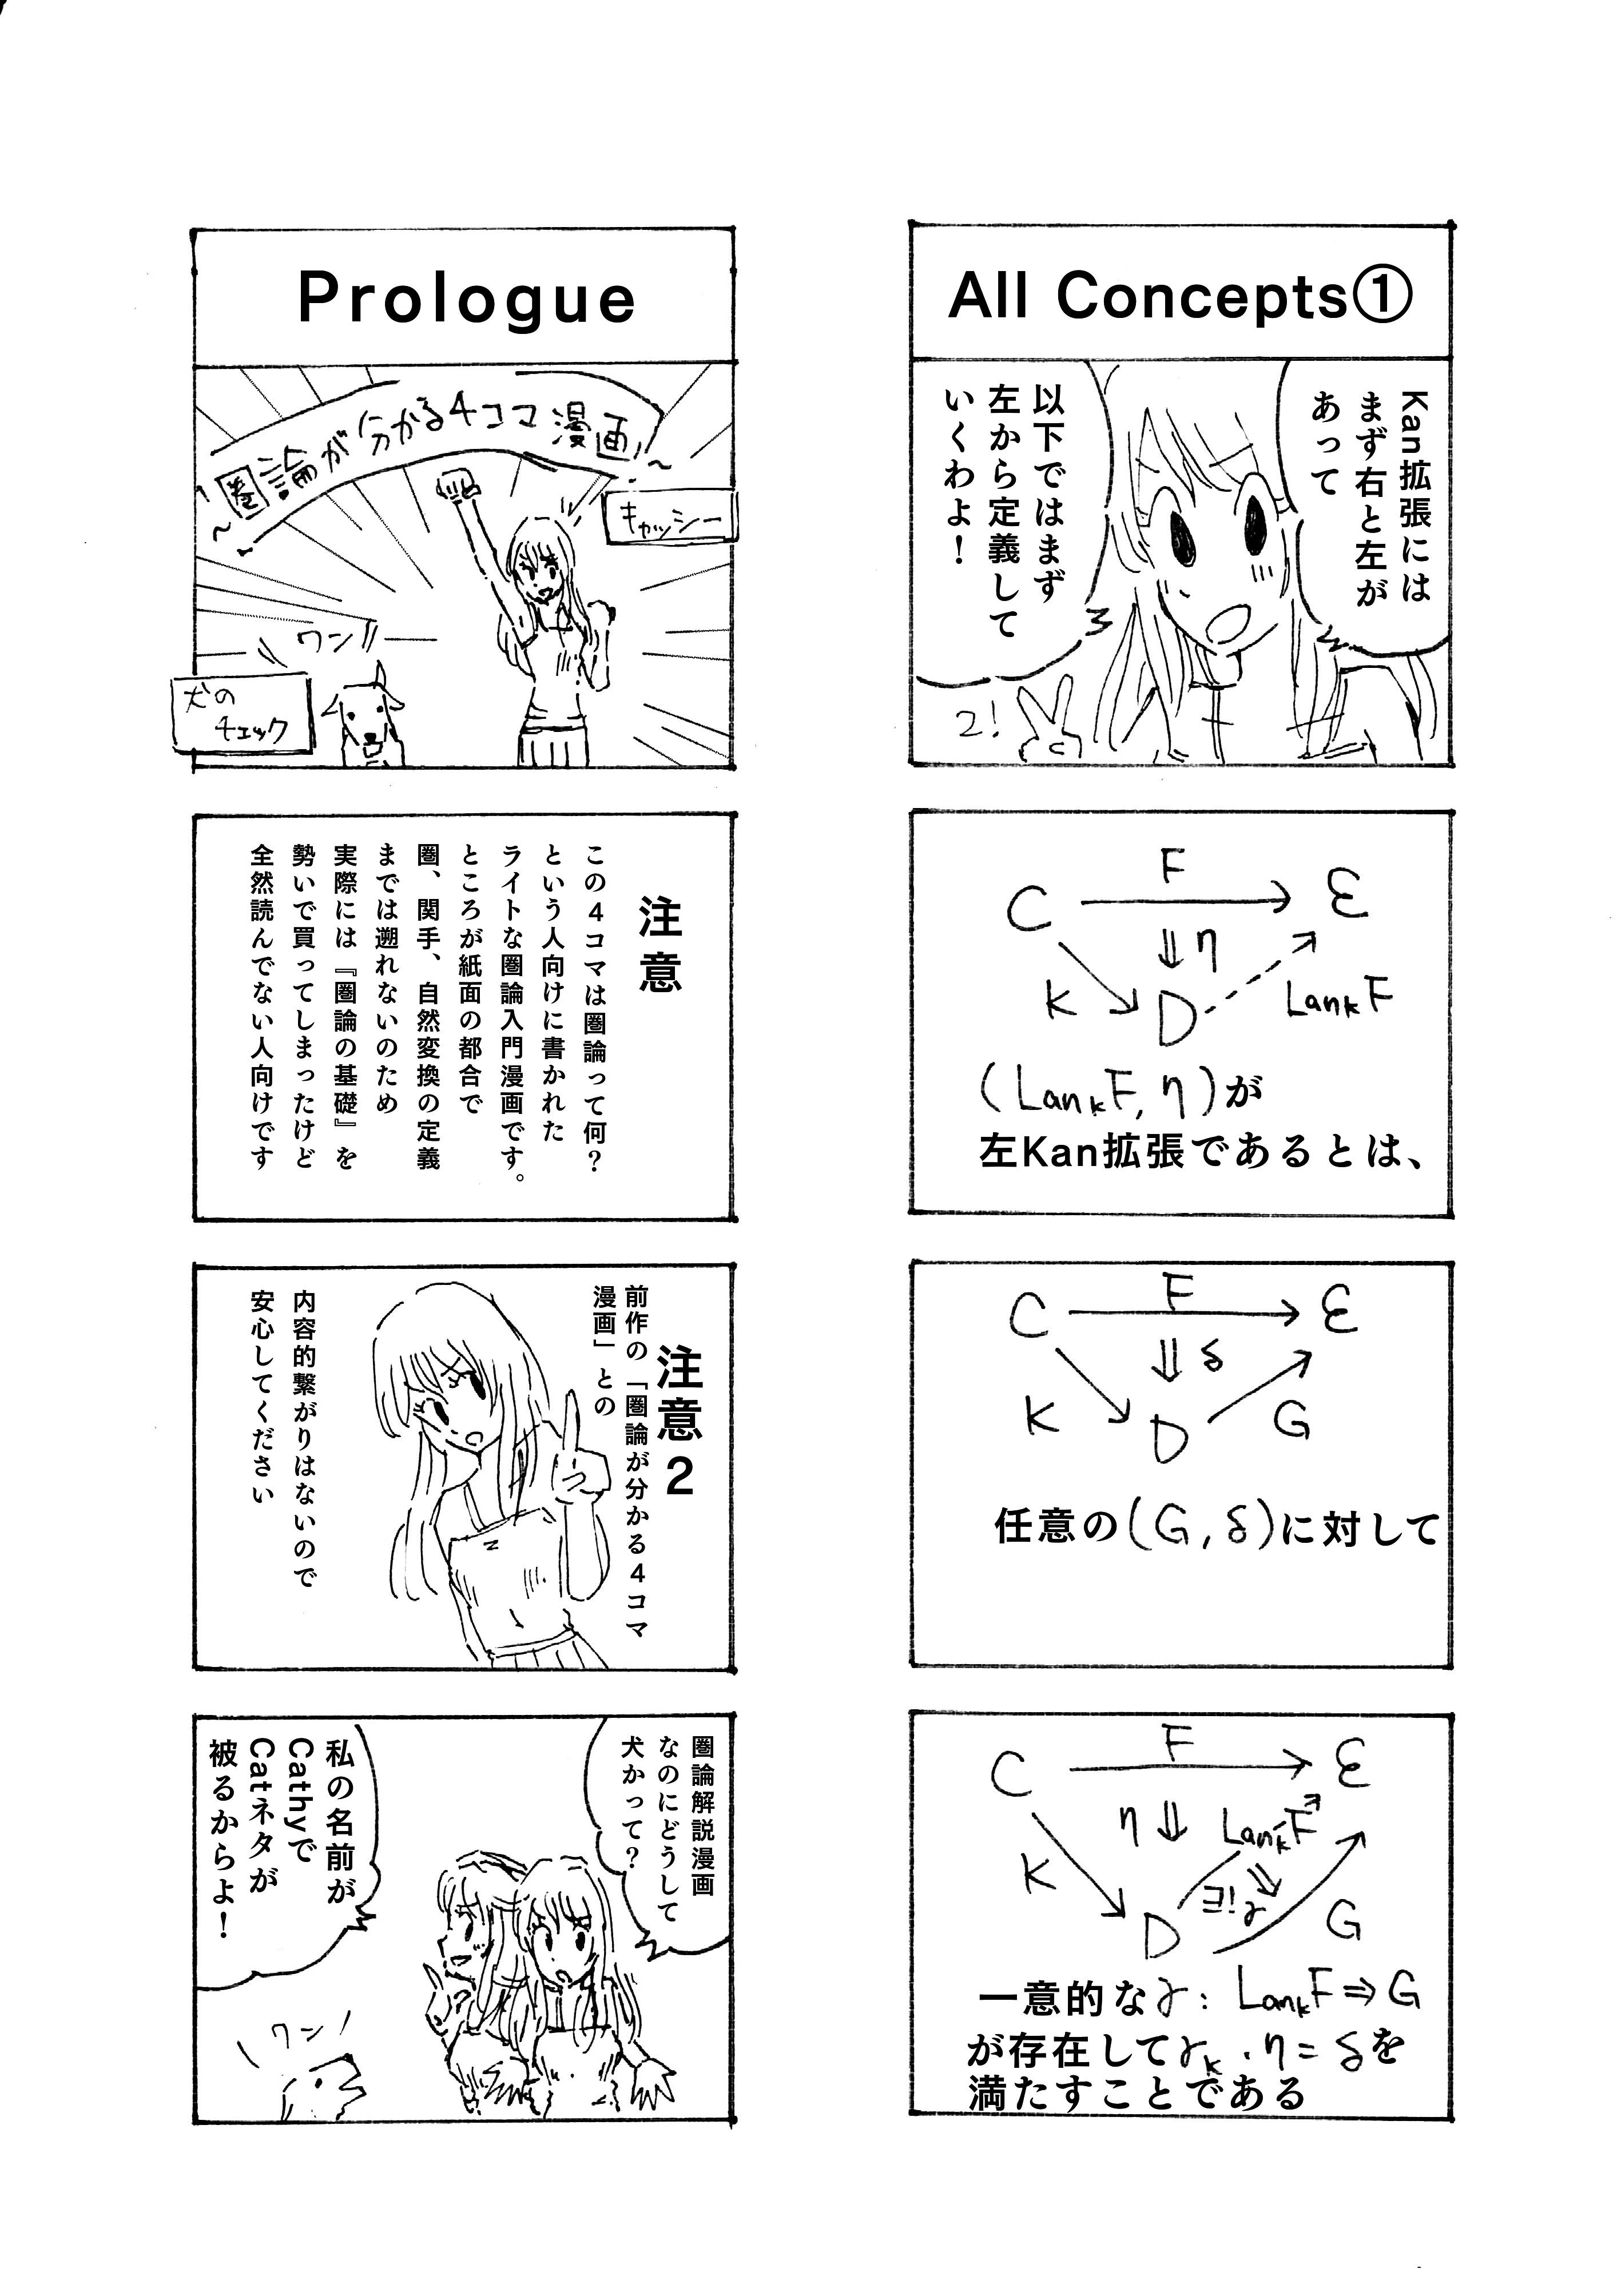 Prologue
～圏論が分かる４コマ漫画～
キャッシー
ワン!!
犬の
チェック
注意
この４コマは圏論って何？
という人向けに書かれた
ライトな圏論入門漫画です。
ところが紙面の都合で
圏、関手、自然変換の定義
までは遡れないのため
実際には『圏論の基礎』を
勢いで買ってしまったけど
全然読んでない人向けです
注意２
前作の「圏論が分かる４コマ
漫画」との
内容的繋がりはないので
安心してください
圏論解説漫画
なのにどうして
犬かって？
私の名前が
Cathyで
Catネタが
被るからよ！
ワン
All Concepts①
Kan拡張には
まず右と左が
あって
以下ではまず
左から定義して
いくわよ！
2!
F
C
ℰ
⇓η
K
D
LanₖF
(LanₖF, η)が
左Kan拡張であるとは、
F
C
ℰ
⇓δ
K
D
G
任意の(G, δ)に対して
F
C
ℰ
η⇓
LanₖF
K
∃!γ
⇓
D
G
一意的なγ: LanₖF⇒G
が存在してγₖ・η=δを
満たすことである